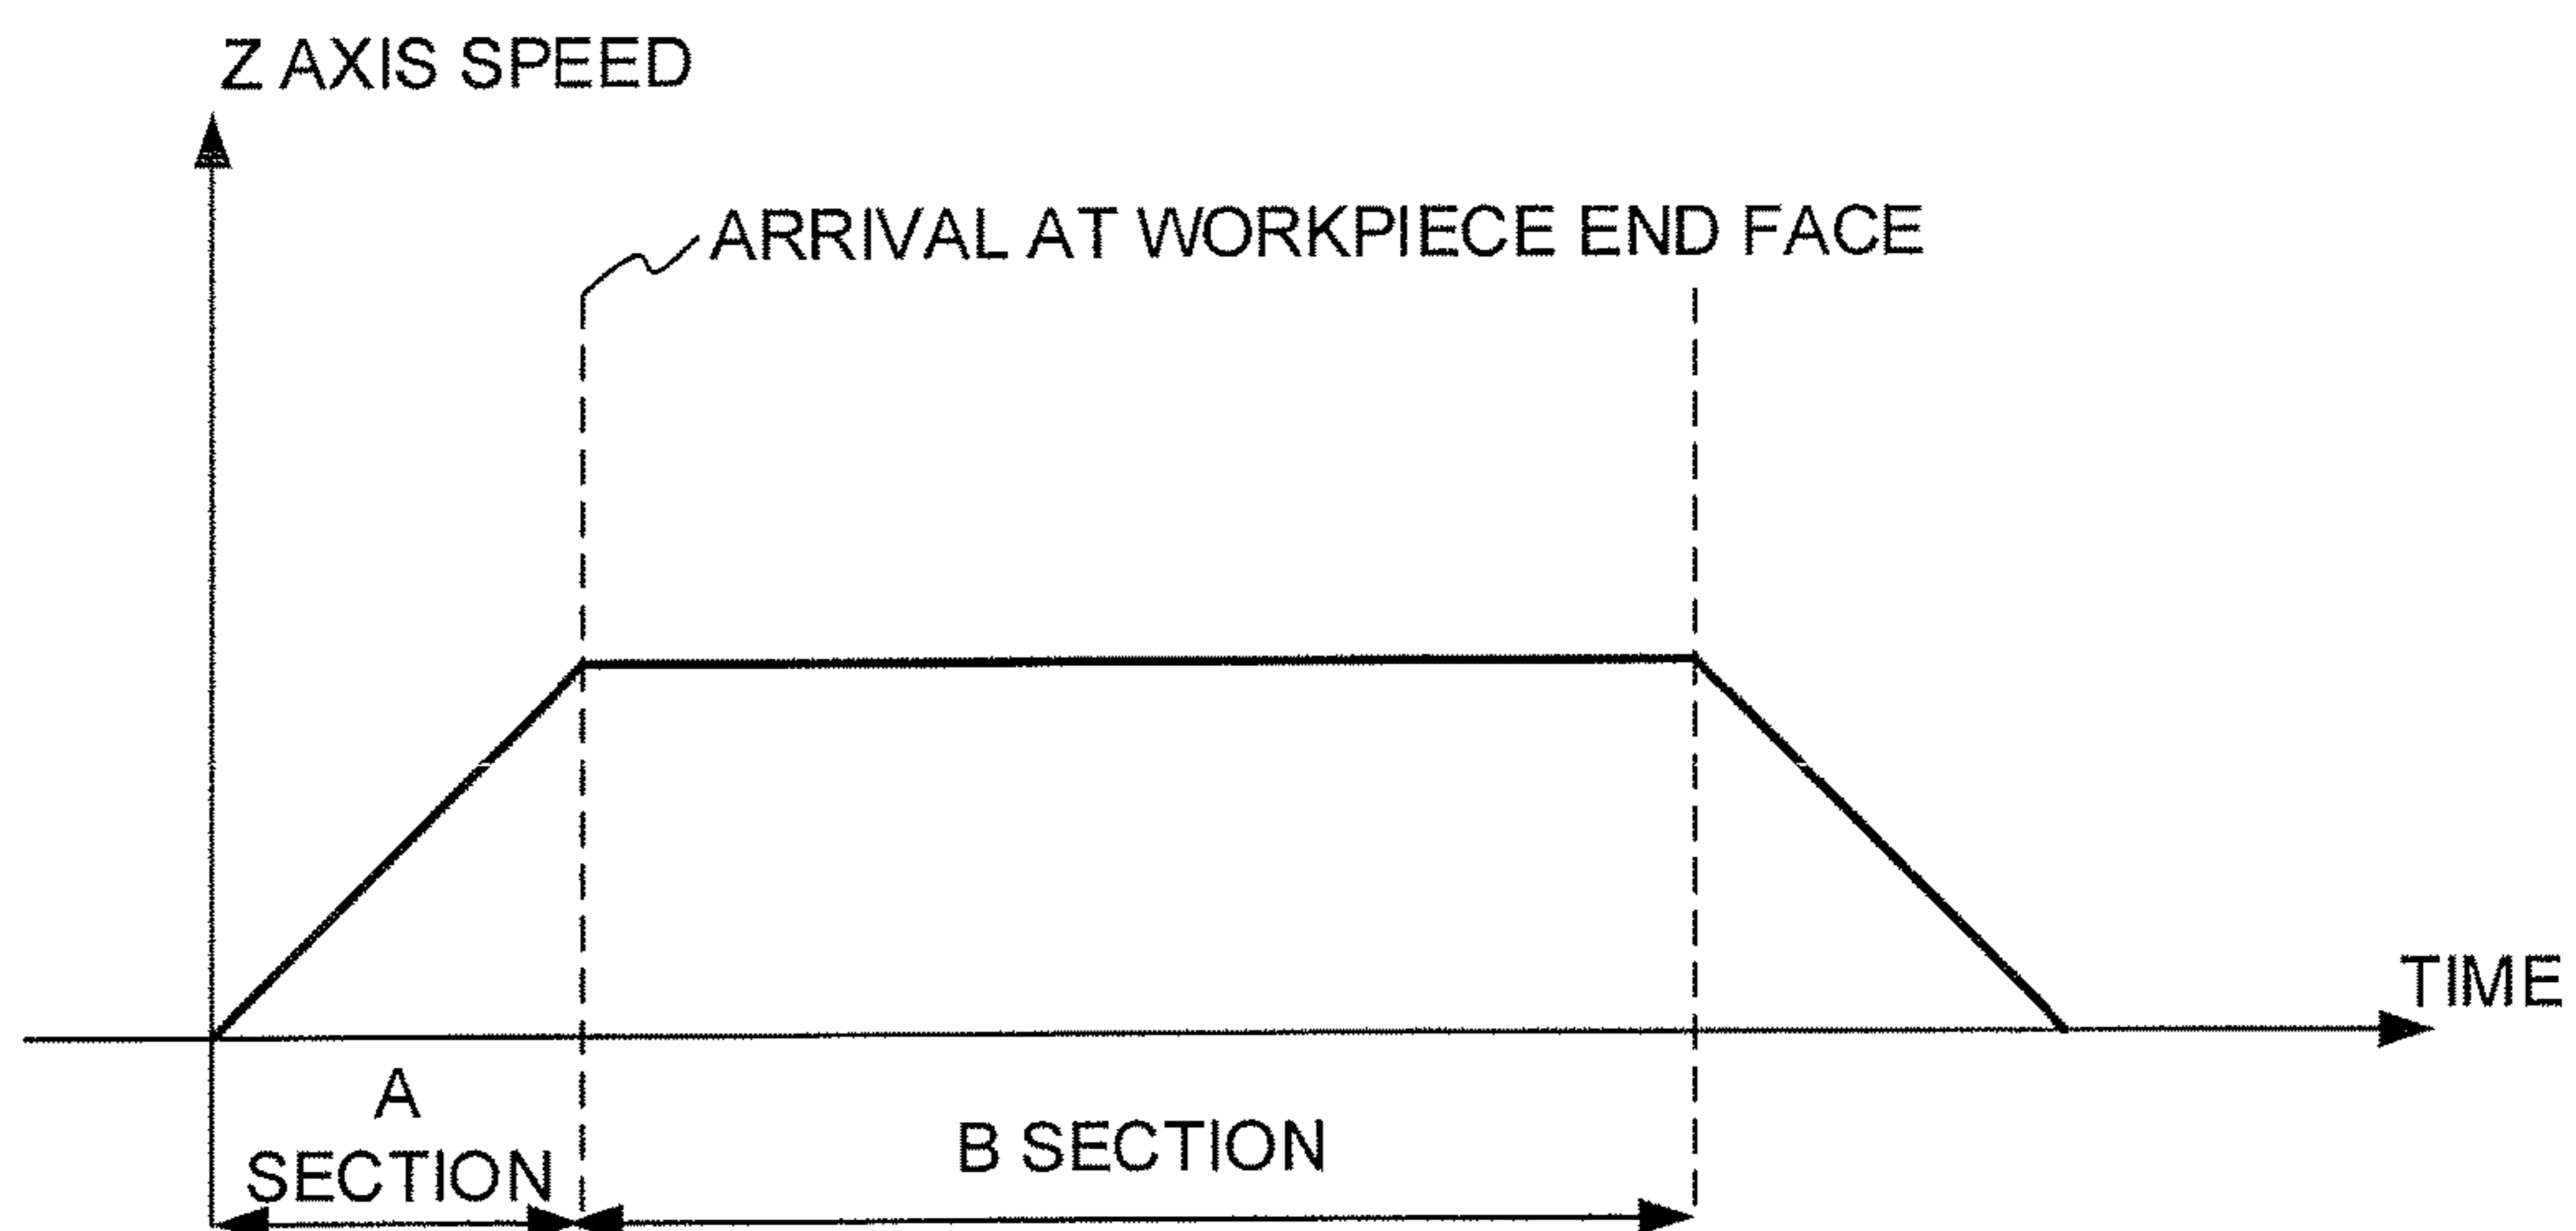 Z AXIS SPEED
ARRIVAL AT WORKPIECE END FACE
TIME
A
SECTION
B SECTION